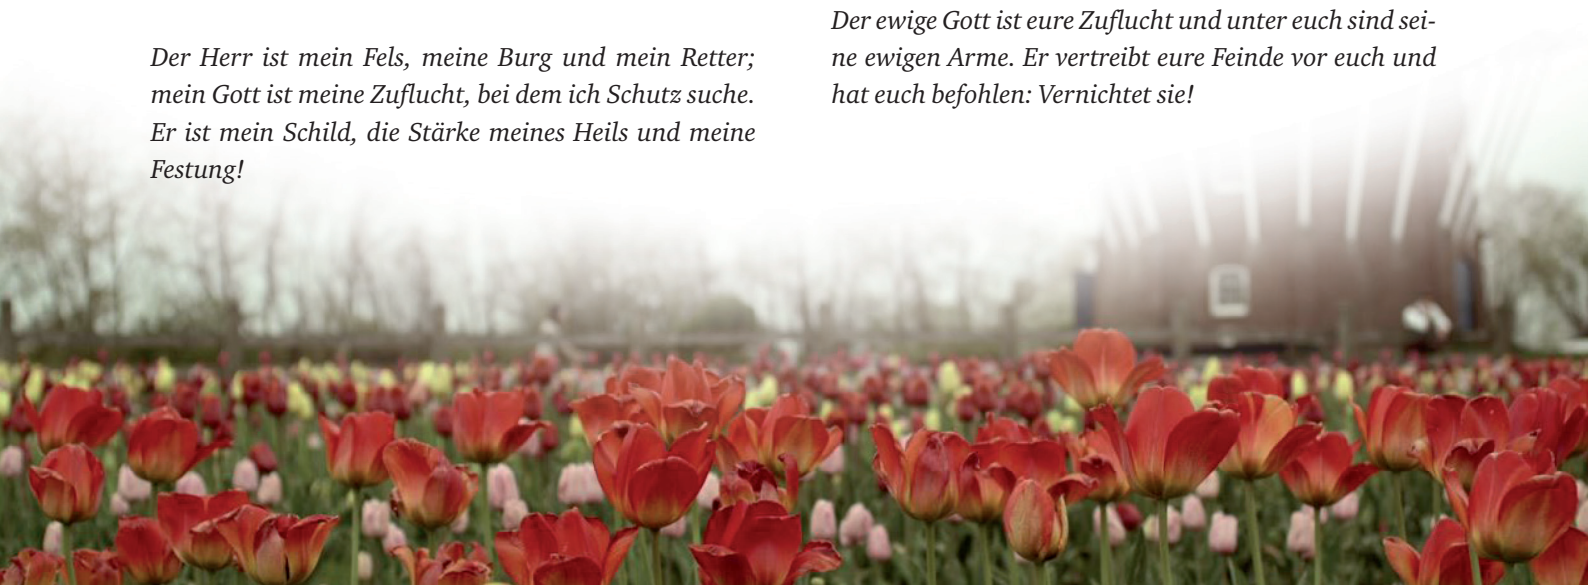 Der Herr ist mein Fels, meine Burg und mein Retter;
mein Gott ist meine Zuflucht, bei dem ich Schutz suche.
Er ist mein Schild, die Stärke meines Heils und meine
Festung!
Der ewige Gott ist eure Zuflucht und unter euch sind sei-
ne ewigen Arme. Er vertreibt eure Feinde vor euch und
hat euch befohlen: Vernichtet sie!